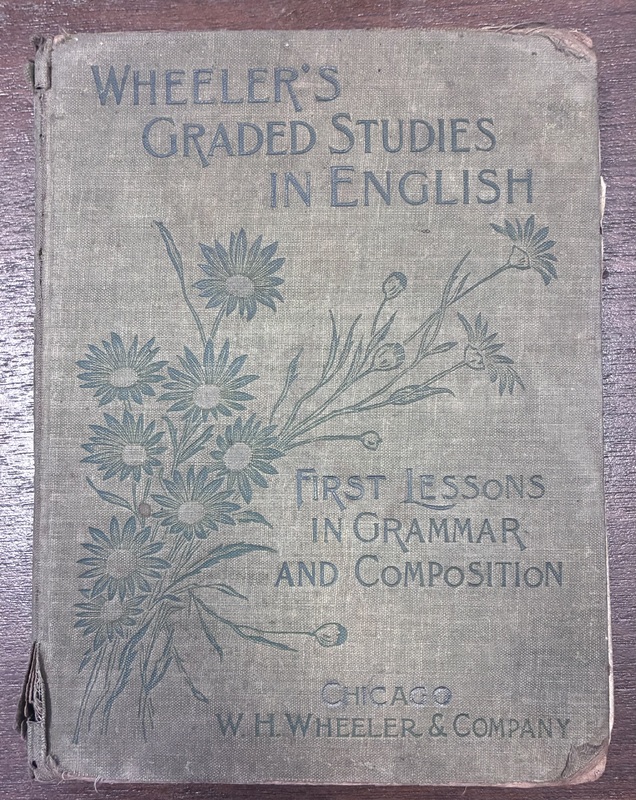 WHEELER'S
GRADED STUDIES
IN ENGLISH
FIRST LESSONS
IN GRAMMAR
AND COMPOSITION
CHICAGO
W. H. WHEELER & COMPANY